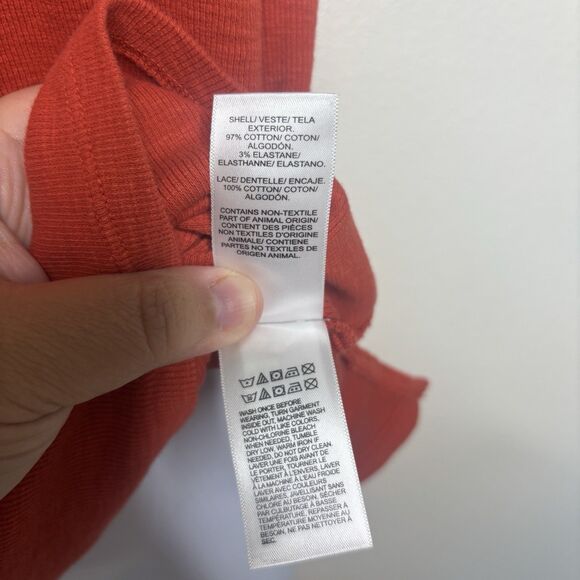 SHELL/ VESTE/ TELA
EXTERIOR.
97% COTTON/ COTON/
ALGODÓN.
3% ELASTANE/
ELASTHANNE/ ELASTANO.
LACE/ DENTELLE/ ENCAJE.
100% COTTON/ COTON/
ALGODÓN.
CONTAINS NON-TEXTILE
PART OF ANIMAL ORIGIN/
CONTIENT DES PIÈCES
NON TEXTILES D'ORIGINE
ANIMALE/ CONTIENE
PARTES NO TEXTILES DE
ORIGEN ANIMAL.
WASH ONCE BEFORE
WEARING, TURN GARMENT
INSIDE OUT, MACHINE WASH
COLD WITH LIKE COLORS,
NON-CHLORINE BLEACH
WHEN NEEDED, TUMBLE
DRY LOW, WARM IRON IF
NEEDED, DO NOT DRY CLEAN.
LAVER UNE FOIS AVANT DE
LE PORTER, TOURNER LE
VÊTEMENT À L'ENVERS, LAVER
À LA MACHINE À L'EAU FROIDE
LAVER AVEC COULEURS
SIMILAIRES, JAVELLISANT SANS
CHLORE AU BESOIN, SÉCHER
PAR CULBUTAGE À BASSE
TEMPÉRATURE, REPASSER À
TEMPÉRATURE MOYENNE AU
BESOIN, NE PAS NETTOYER À
SEC.